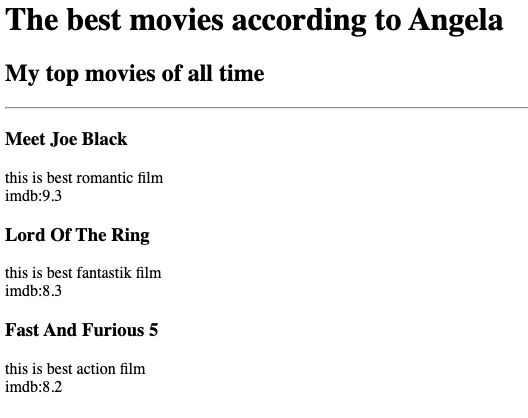 The best movies according to Angela
My top movies of all time
Meet Joe Black
this is best romantic film
imdb:9.3
Lord Of The Ring
this is best fantastik film
imdb:8.3
Fast And Furious 5
this is best action film
imdb:8.2